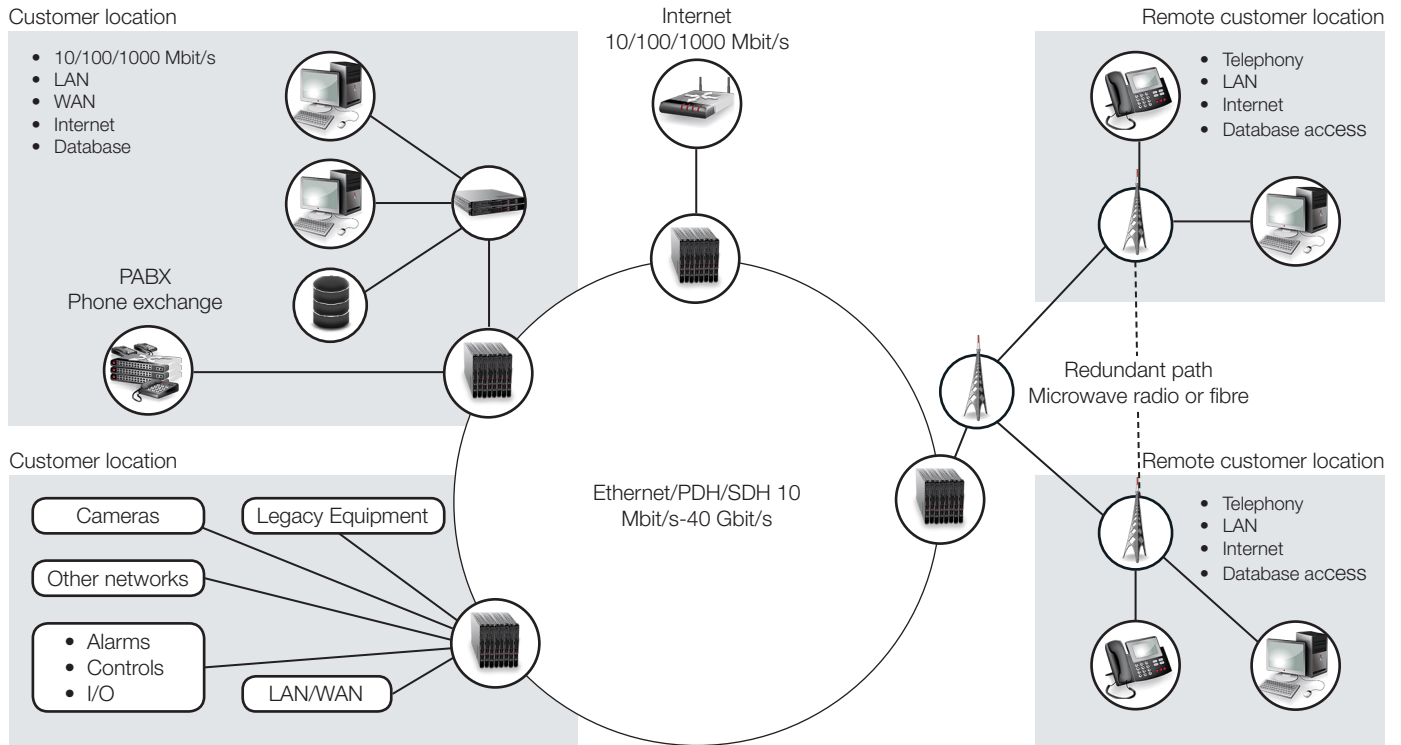 Customer location
• 10/100/1000 Mbit/s
• LAN
• WAN
• Internet
• Database
PABX
Phone exchange
Internet
10/100/1000 Mbit/s
Remote customer location
• Telephony
• LAN
• Internet
• Database access
Redundant path
Microwave radio or fibre
Ethernet/PDH/SDH 10
Mbit/s-40 Gbit/s
Customer location
Cameras
Legacy Equipment
Other networks
• Alarms
• Controls
• I/O
LAN/WAN
Remote customer location
• Telephony
• LAN
• Internet
• Database access